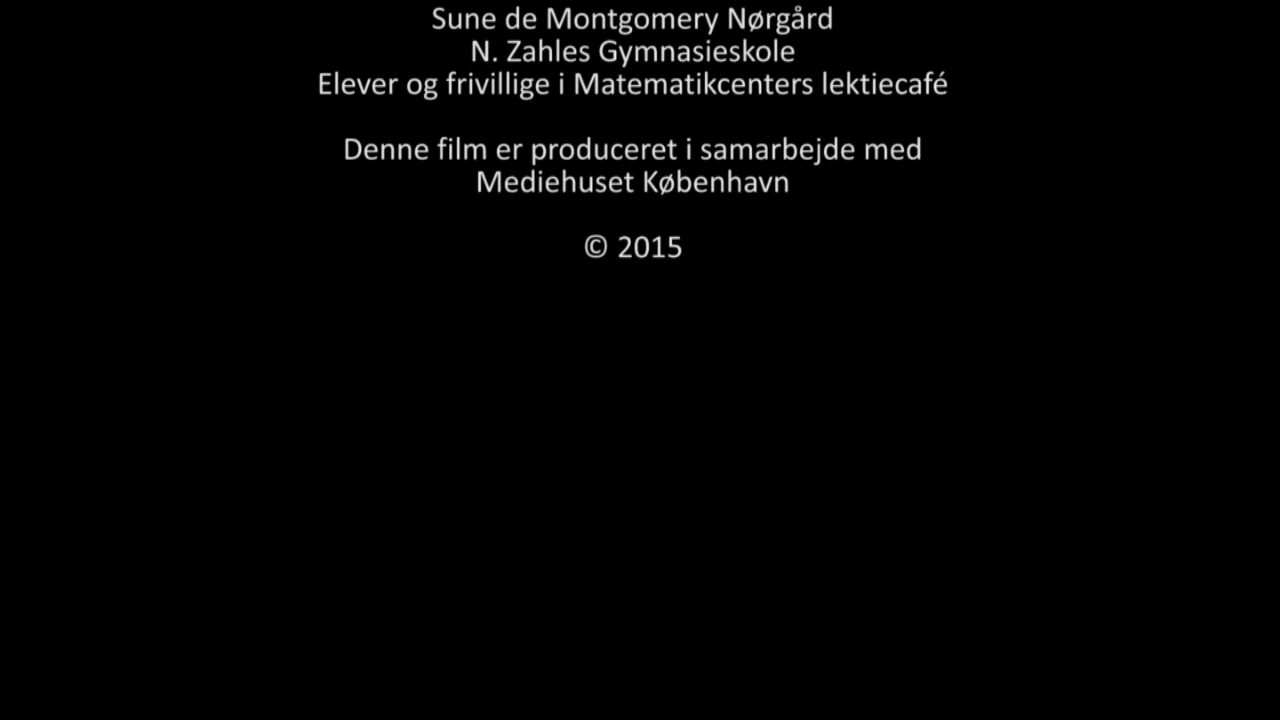 Sune de Montgomery Nørgård
N. Zahles Gymnasieskole
Elever og frivillige i Matematikcenters lektiecafé
Denne film er produceret i samarbejde med
Mediehuset København
© 2015